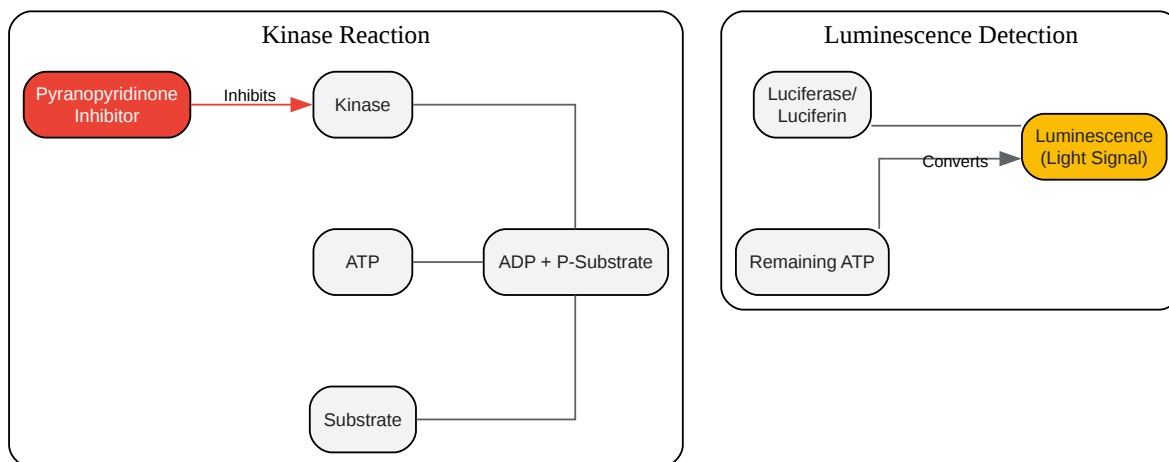 Kinase Reaction
Pyranopyridinone
Inhibitor
Inhibits
Kinase
ATP
ADP + P-Substrate
Substrate
Luminescence Detection
Luciferase/
Luciferin
Luminescence
(Light Signal)
Converts
Remaining ATP